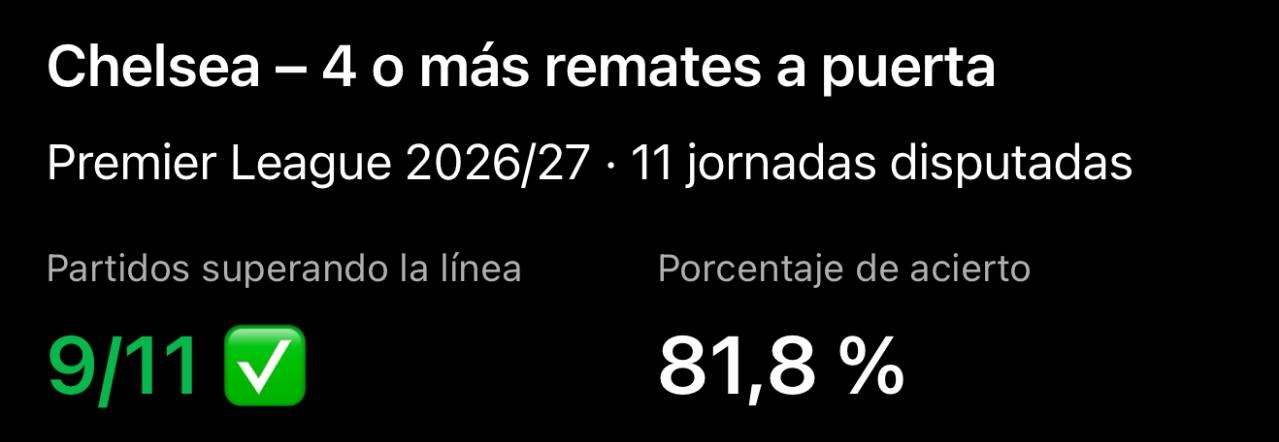 Chelsea – 4 o más remates a puerta
Premier League 2026/27 · 11 jornadas disputadas
Partidos superando la línea
Porcentaje de acierto
9/11 ✅
81,8 %